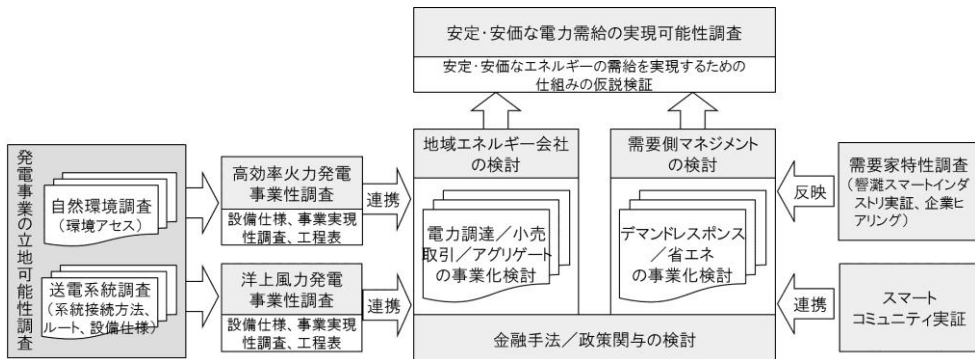 安定・安価な電力需給の実現可能性調査
安定・安価なエネルギーの需給を実現するための
仕組みの仮説検証
発電事業の立地可能性調査
自然環境調査
（環境アセス）
送電系統調査
（系統接続方法、
ルート、設備仕様）
高効率火力発電
事業性調査
設備仕様、事業実現
性調査、工程表
洋上風力発電
事業性調査
設備仕様、事業実現
性調査、工程表
連携
連携
地域エネルギー会社
の検討
電力調達／小売
取引／アグリゲート
の事業化検討
需要側マネジメント
の検討
デマンドレスポンス
／省エネ
の事業化検討
金融手法／政策関与の検討
反映
連携
需要家特性調査
（響灘スマートインダ
ストリ実証、企業ヒ
アリング）
スマート
コミュニティ実証